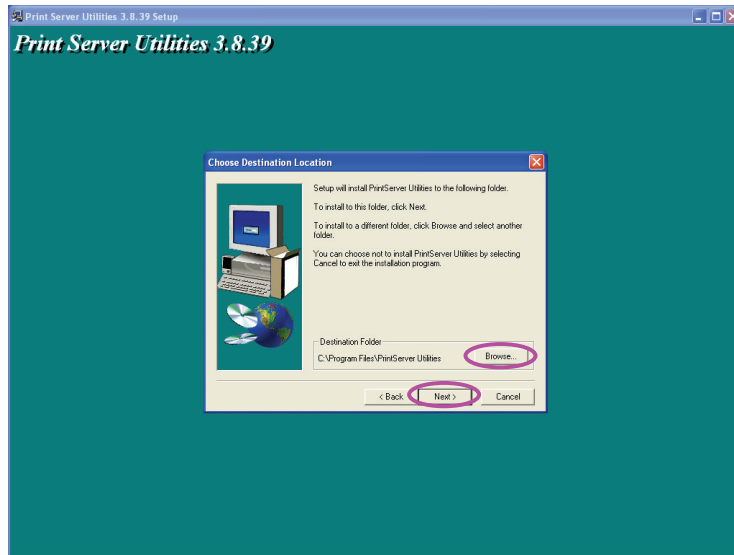 Print Server Utilities 3.8.39 Setup
Print Server Utilities 3.8.39
Choose Destination Location
Setup will install PrintServer Utilities to the following folder.
To install to this folder, click Next.
To install to a different folder, click Browse and select another
folder.
You can choose not to install PrintServer Utilities by selecting
Cancel to exit the installation program.
Destination Folder
C:\Program Files\PrintServer Utilities
Browse...
< Back
Next >
Cancel